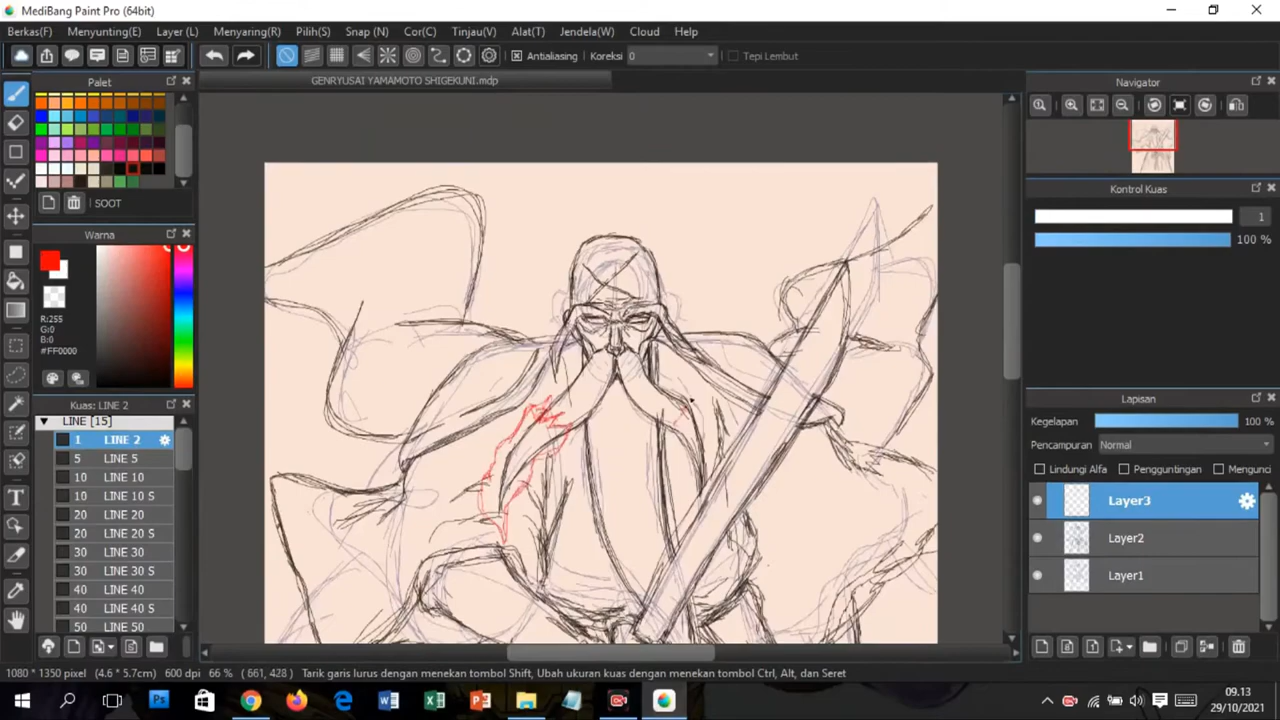 MediBang Paint Pro (64bit)
Berkas(F) Menyunting(E) Layer (L) Menyaring(R) Pilih(S) Snap (N) Cor(C) Tinjau(V) Alat(T) Jendela(W) Cloud Help
Antialiasing Koreksi 0 Tepi Lembut
Palet
GENRYUSAI YAMAMOTO SHIGEKUNI.mdp
Navigator
SOOT
Warna
R:255
G:0
B:0
#FF0000
Kontrol Kuas
1
100 %
Kuas: LINE 2
LINE [15]
1 LINE 2
5 LINE 5
10 LINE 10
10 LINE 10 S
20 LINE 20
20 LINE 20 S
30 LINE 30
30 LINE 30 S
40 LINE 40
40 LINE 40 S
50 LINE 50
Lapisan
Kegelapan 100 %
Pencampuran Normal
Lindungi Alfa Pengguntingan Mengunci
Layer3
Layer2
Layer1
1080 * 1350 pixel (4.6 * 5.7cm) 600 dpi 66 % (661, 428) Tarik garis lurus dengan menekan tombol Shift, Ubah ukuran kuas dengan menekan tombol Ctrl, Alt, dan Seret
09.13
29/10/2021